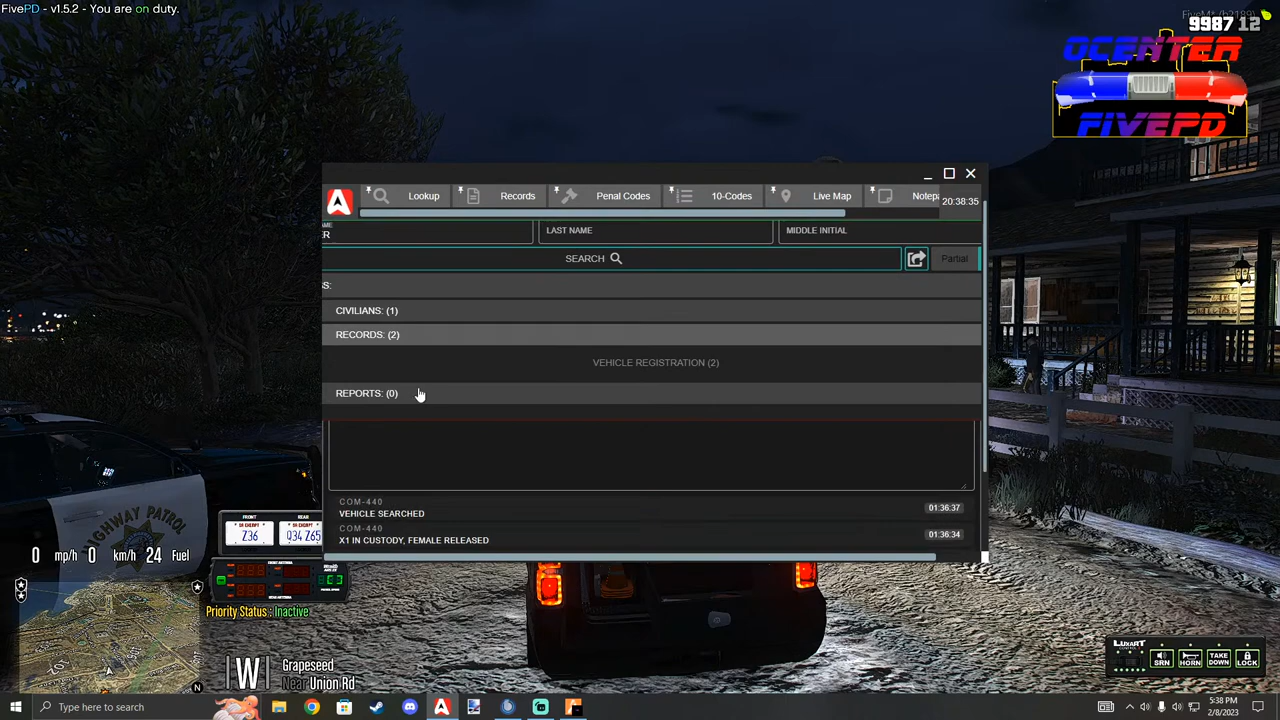 FivePD - v1.5.2 - You are on duty.
9987 12
OCENTER
FIVEPD
Lookup
Records
Penal Codes
10-Codes
Live Map
Notep
20:38:35
LAST NAME
MIDDLE INITIAL
SEARCH
Partial
CIVILIANS: (1)
RECORDS: (2)
VEHICLE REGISTRATION (2)
REPORTS: (0)
COM-440
VEHICLE SEARCHED
01:36:37
COM-440
X1 IN CUSTODY, FEMALE RELEASED
01:36:34
HIGHWAY PATROL
FRONT
REAR
Z36
Q34 Z65
0 mp/h 0 km/h 24 Fuel
Priority Status : Inactive
W
Grapeseed
Near Union Rd
N
LUXART
SRN
HORN
TAKE DOWN
LOCK
Type here to search
5:38 PM
2/8/2023